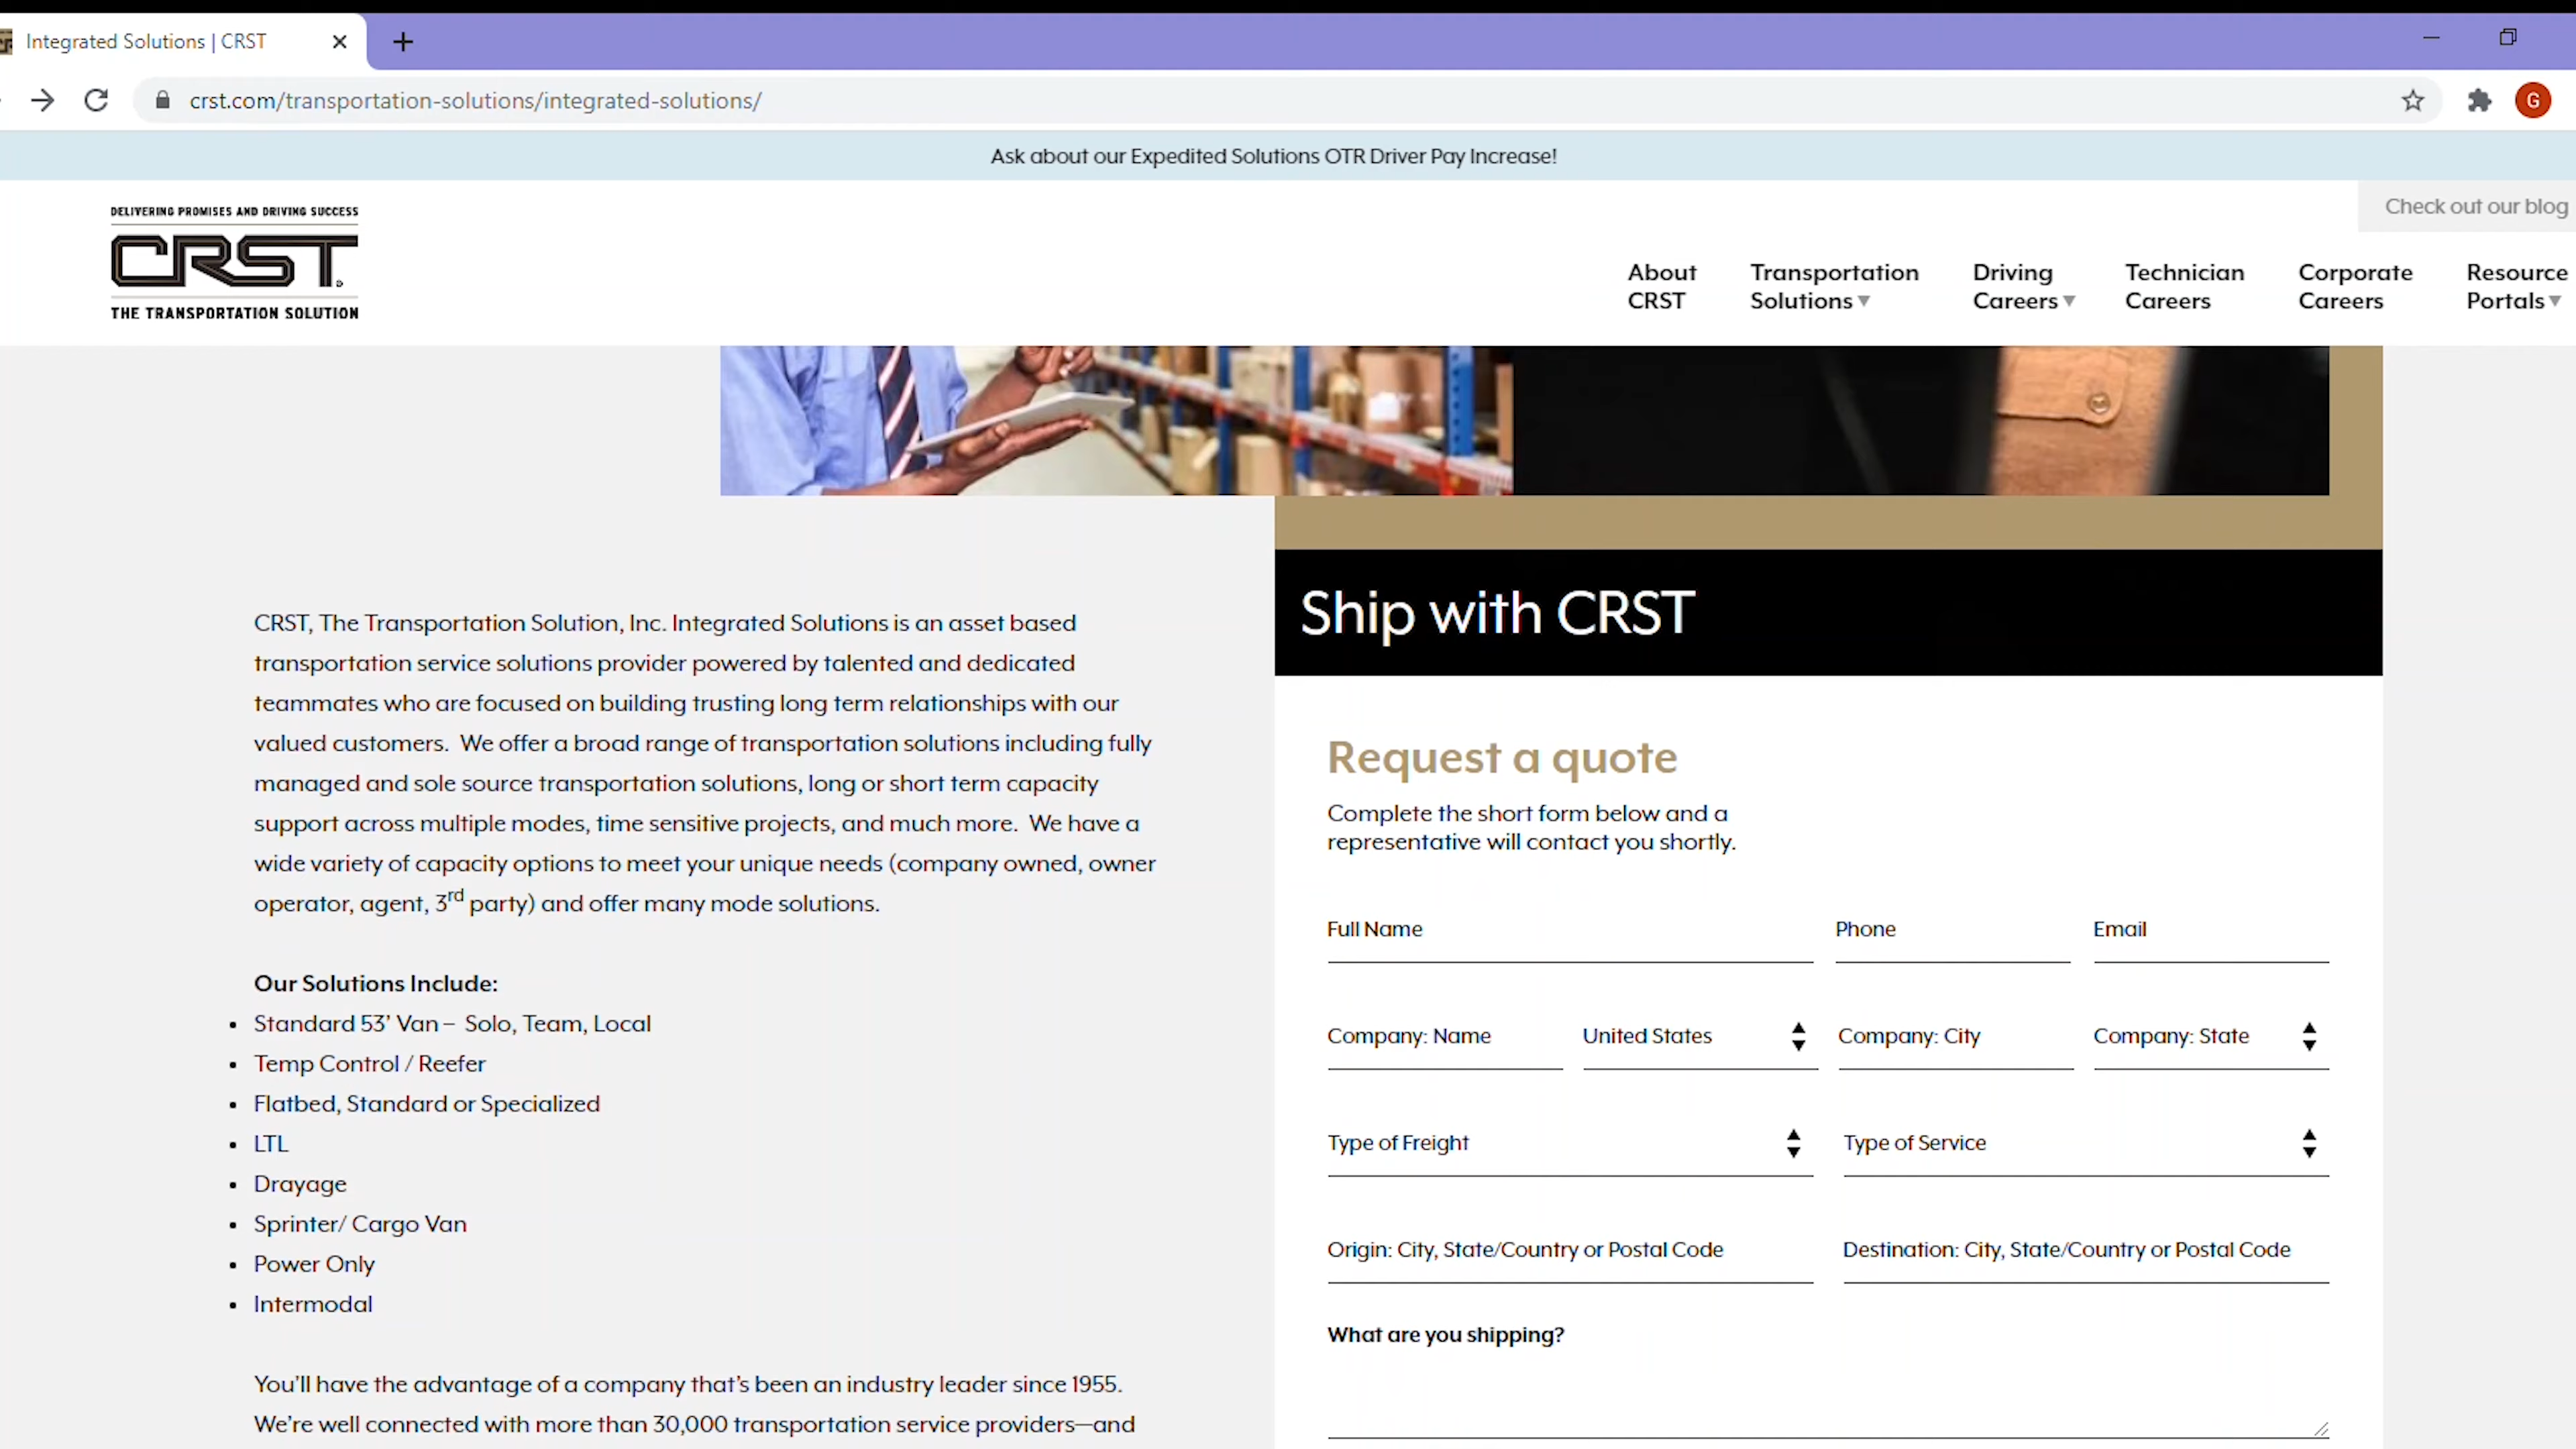 Integrated Solutions | CRST
crst.com/transportation-solutions/integrated-solutions/
G
Ask about our Expedited Solutions OTR Driver Pay Increase!
Check out our blog
DELIVERING PROMISES AND DRIVING SUCCESS
CRST
THE TRANSPORTATION SOLUTION
About CRST
Transportation Solutions
Driving Careers
Technician Careers
Corporate Careers
Resource Portals
CRST, The Transportation Solution, Inc. Integrated Solutions is an asset based
transportation service solutions provider powered by talented and dedicated
teammates who are focused on building trusting long term relationships with our
valued customers.  We offer a broad range of transportation solutions including fully
managed and sole source transportation solutions, long or short term capacity
support across multiple modes, time sensitive projects, and much more.  We have a
wide variety of capacity options to meet your unique needs (company owned, owner
operator, agent, 3rd party) and offer many mode solutions.
Our Solutions Include:
• Standard 53’ Van –  Solo, Team, Local
• Temp Control / Reefer
• Flatbed, Standard or Specialized
• LTL
• Drayage
• Sprinter/ Cargo Van
• Power Only
• Intermodal
You’ll have the advantage of a company that’s been an industry leader since 1955.
We’re well connected with more than 30,000 transportation service providers—and
Ship with CRST
Request a quote
Complete the short form below and a
representative will contact you shortly.
Full Name
Phone
Email
Company: Name
United States
Company: City
Company: State
Type of Freight
Type of Service
Origin: City, State/Country or Postal Code
Destination: City, State/Country or Postal Code
What are you shipping?